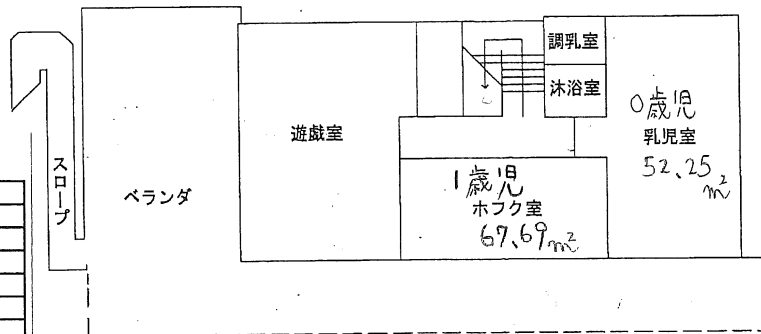 調乳室
沐浴室
0歳児
乳児室
52.25㎡
遊戯室
1歳児
ホフク室
67.69㎡
スロープ
ベランダ